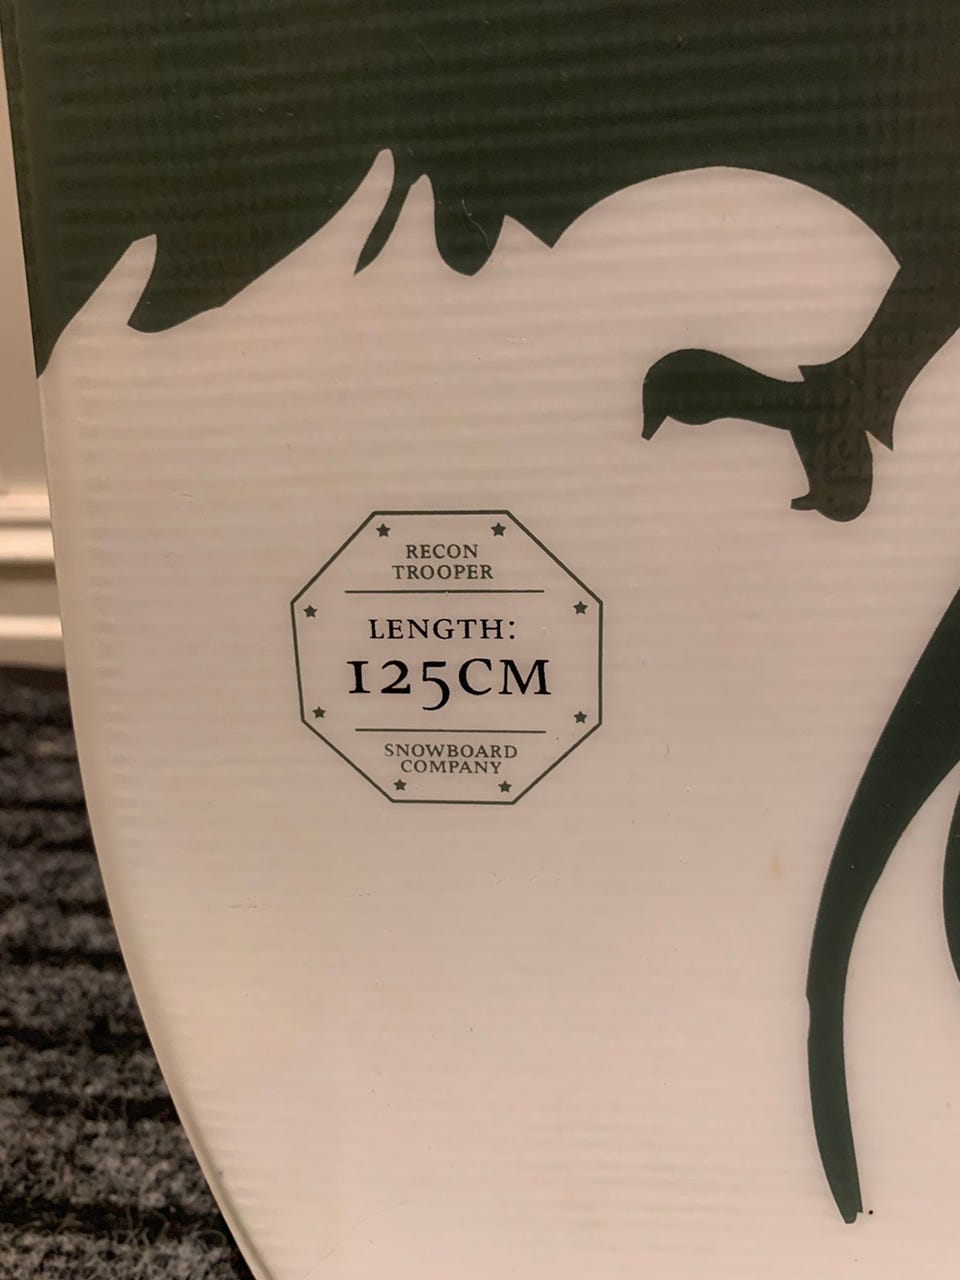 RECON
TROOPER
LENGTH:
125CM
SNOWBOARD
COMPANY